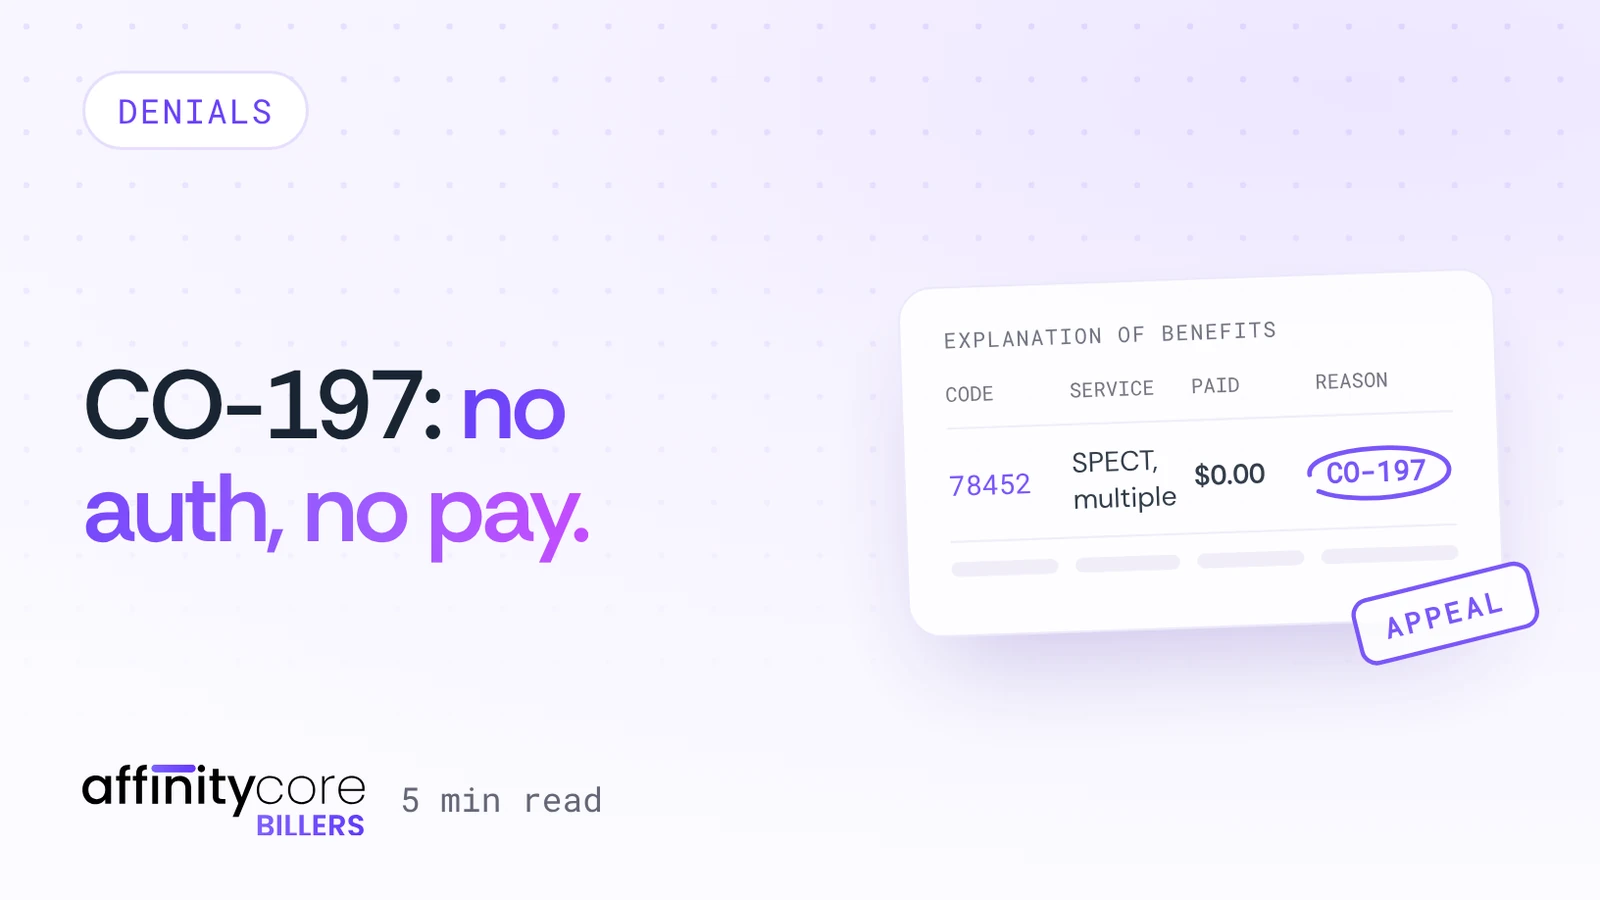 DENIALS
CO-197: no
auth, no pay.
EXPLANATION OF BENEFITS
CODE SERVICE PAID REASON
78452 SPECT, multiple $0.00 CO-197
APPEAL
affinitycore
BILLERS
5 min read